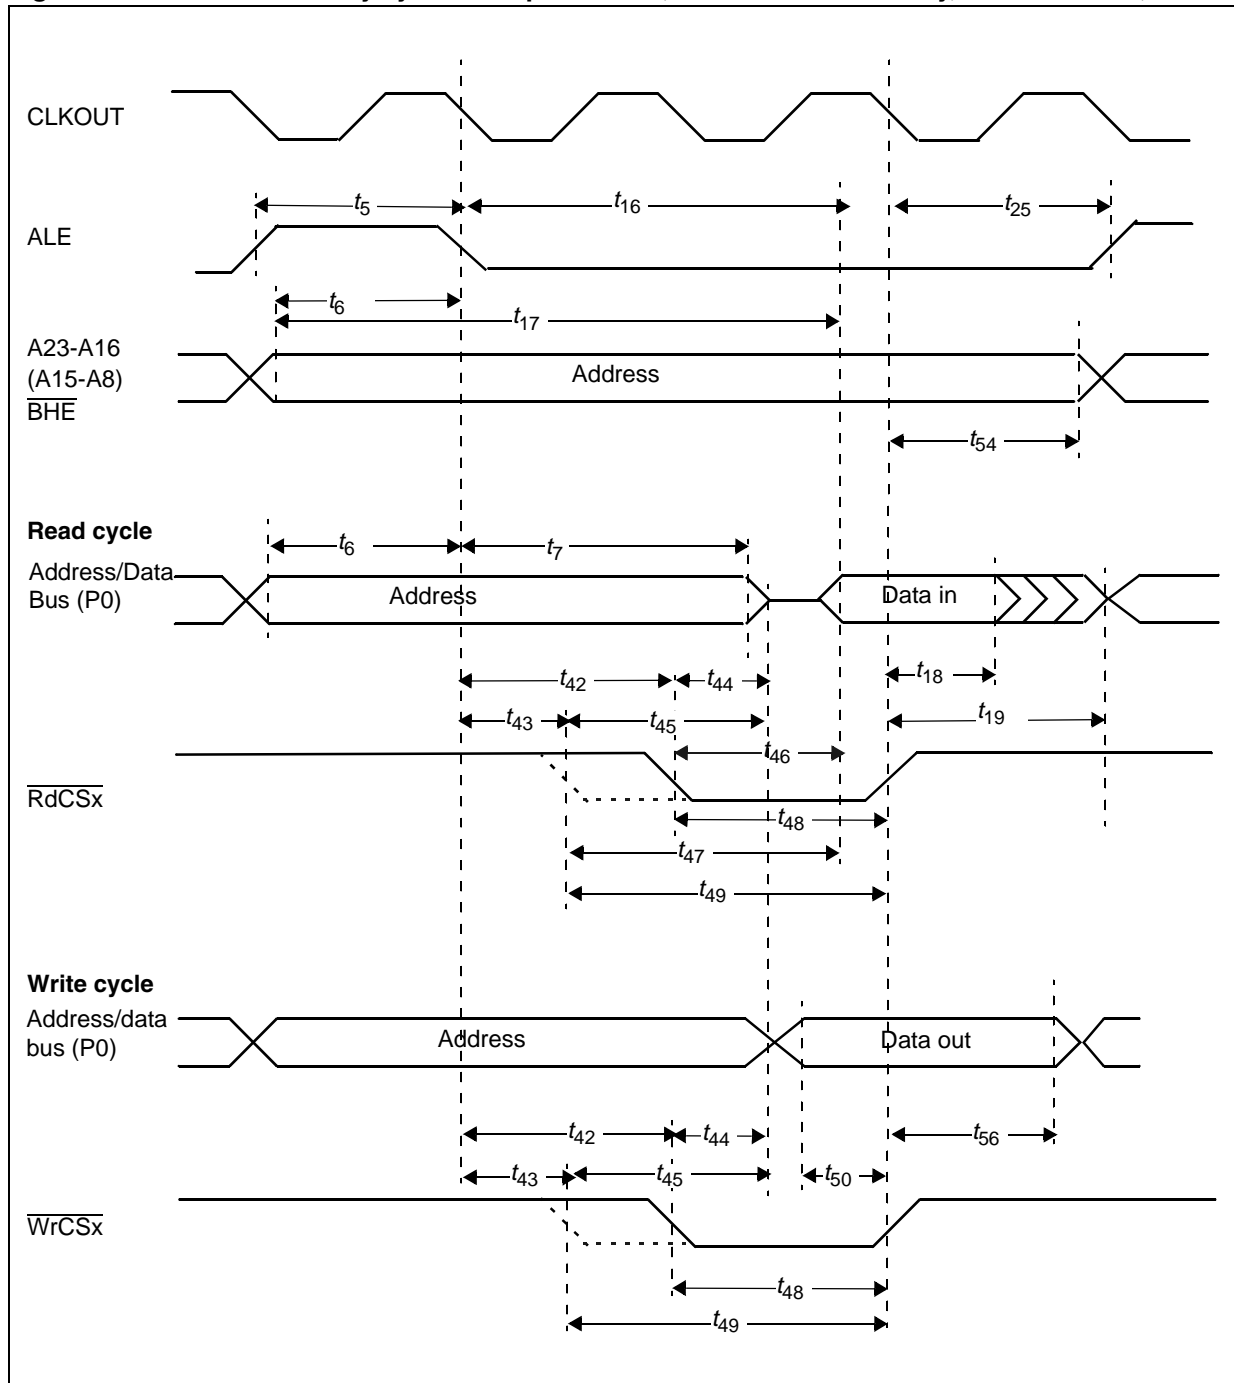 CLKOUT
t5
t16
t25
ALE
t6
t17
A23-A16
(A15-A8)
BHE
Address
t54
Read cycle
t6
t7
Address/Data
Bus (P0)
Address
Data in
t42
t44
t18
t43
t45
t19
t46
RdCSx
t48
t47
t49
Write cycle
Address/data
bus (P0)
Address
Data out
t42
t44
t56
t43
t45
t50
WrCSx
t48
t49